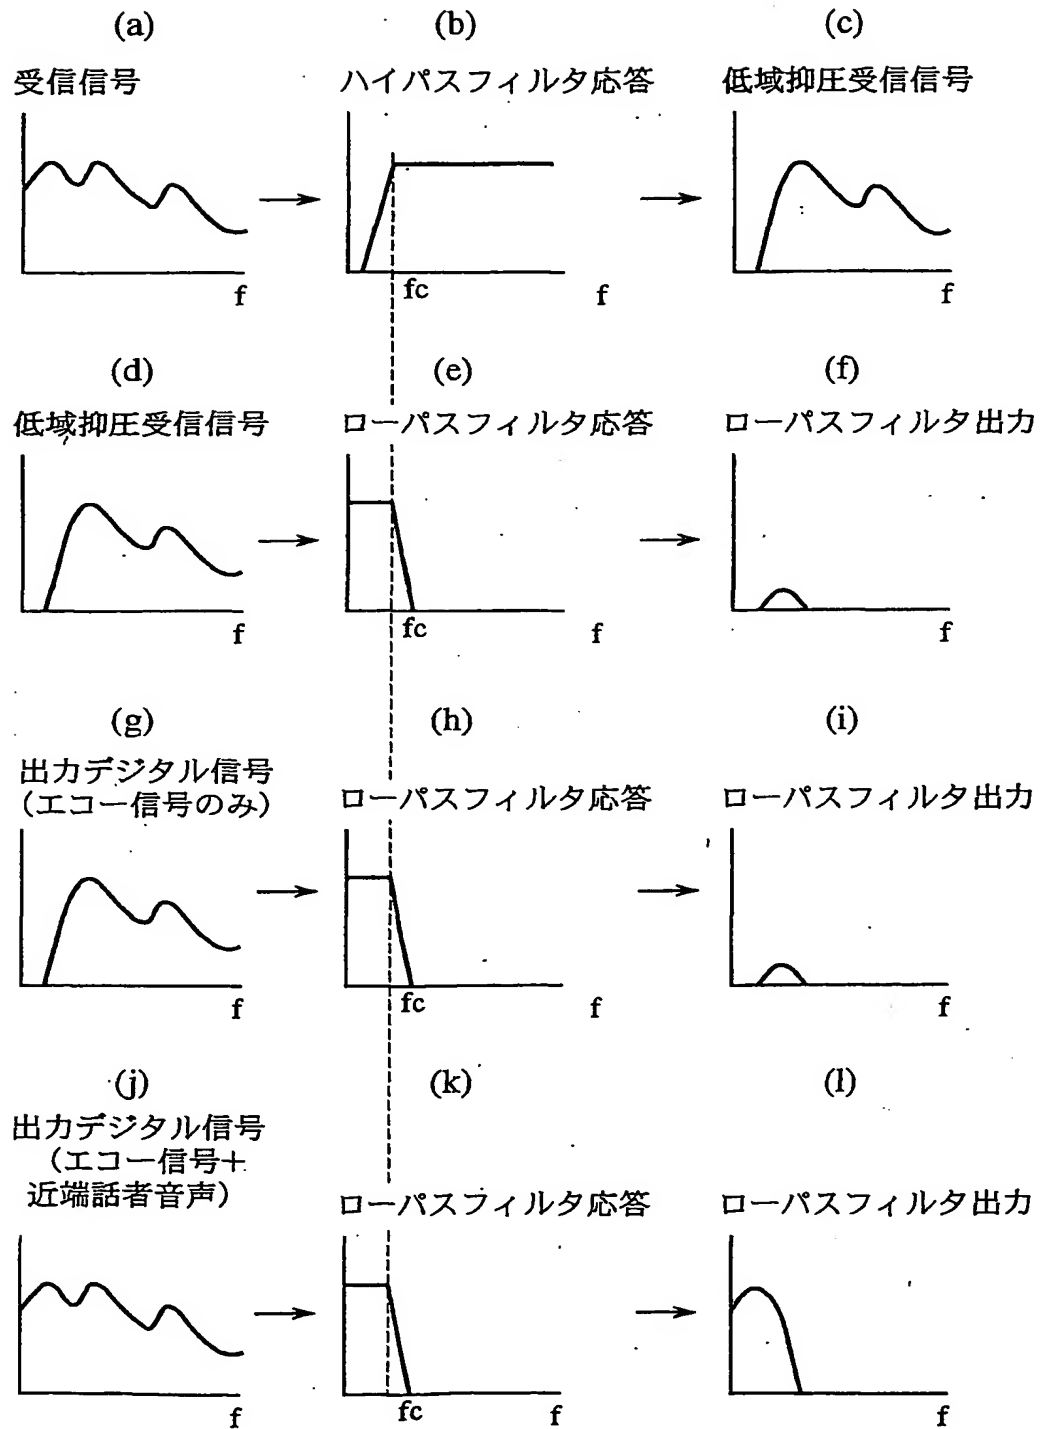 (a)
(b)
(c)
受信信号
ハイパスフィルタ応答
低域抑圧受信信号
f
fc
f
f
(d)
(e)
(f)
低域抑圧受信信号
ローパスフィルタ応答
ローパスフィルタ出力
f
fc
f
f
(g)
(h)
(i)
出力デジタル信号
(エコー信号のみ)
ローパスフィルタ応答
ローパスフィルタ出力
f
fc
f
f
(j)
(k)
(l)
出力デジタル信号
(エコー信号+
近端話者音声)
ローパスフィルタ応答
ローパスフィルタ出力
f
fc
f
f